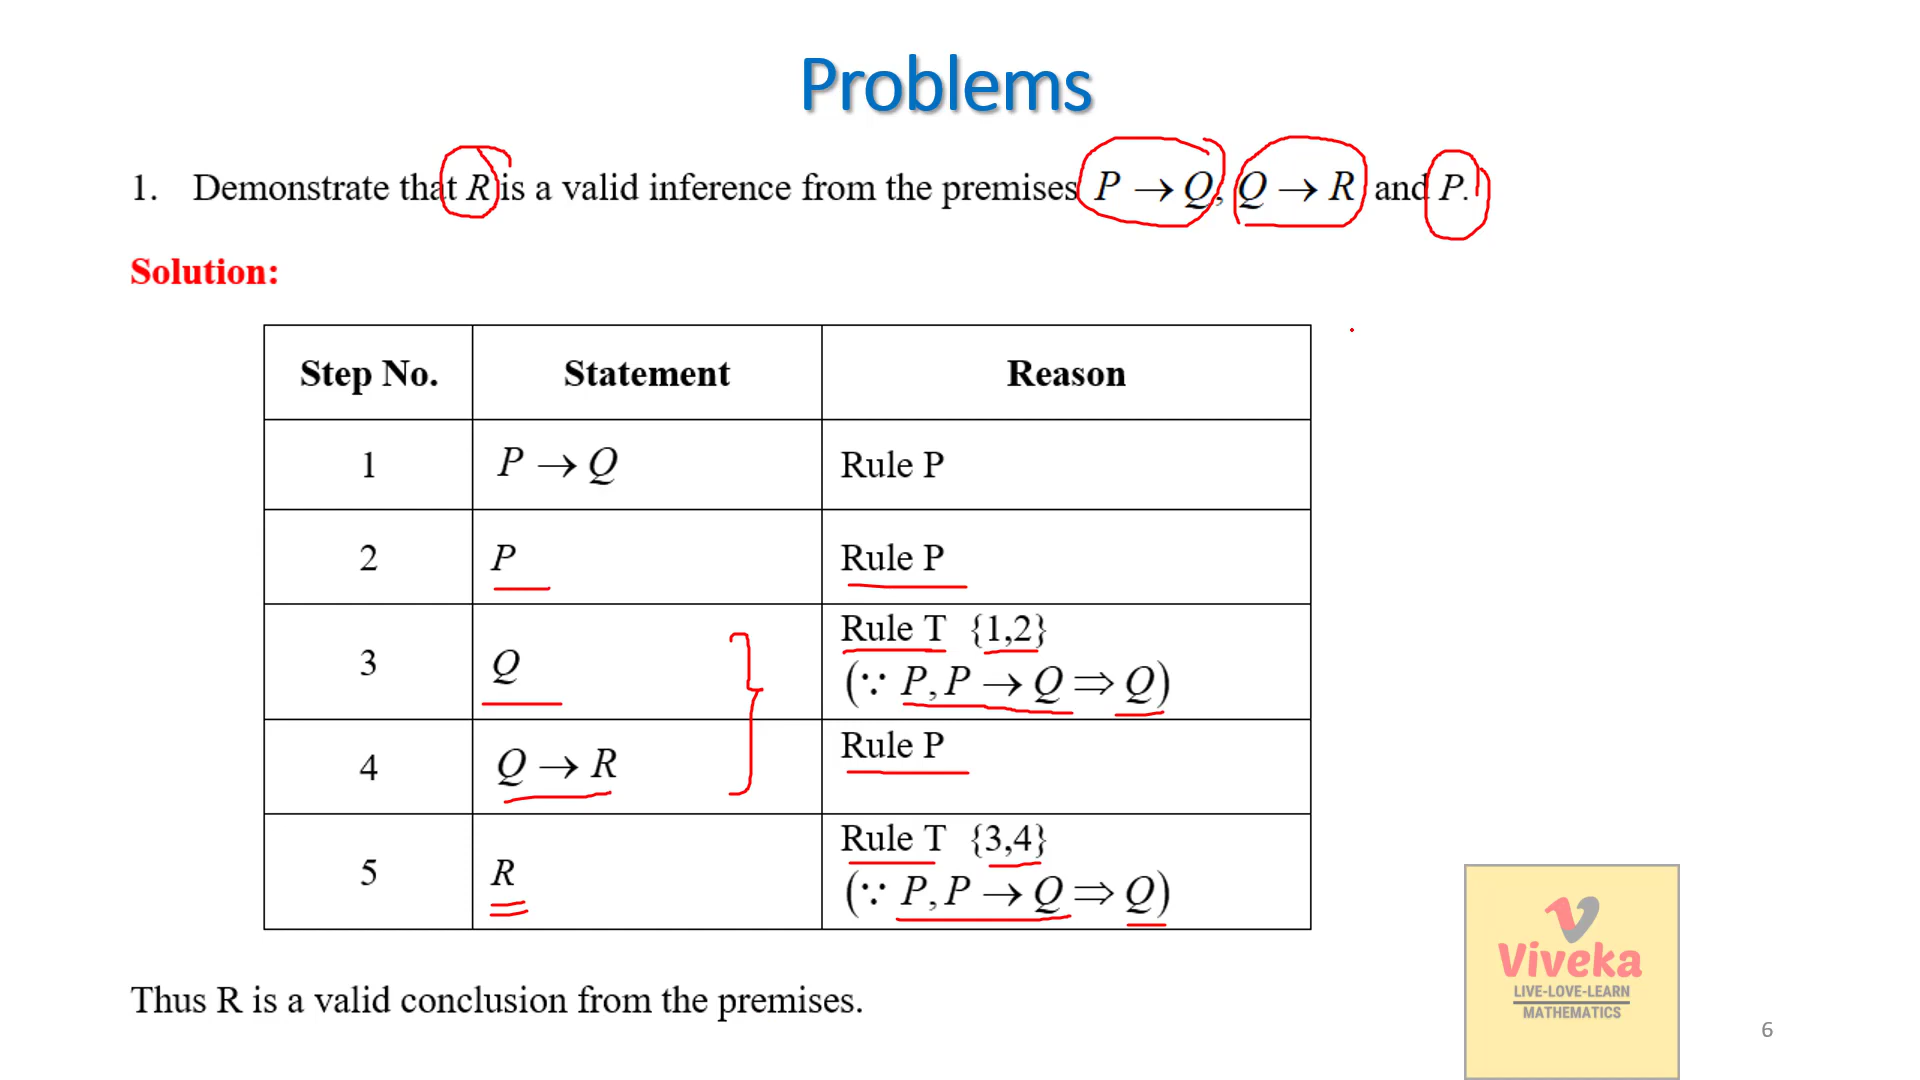 Problems
1. Demonstrate that R is a valid inference from the premises P → Q, Q → R and P.
Solution:
Step No. Statement Reason
1 P → Q Rule P
2 P Rule P
3 Q Rule T {1,2}
(∵ P, P → Q ⇒ Q)
4 Q → R Rule P
5 R Rule T {3,4}
(∵ P, P → Q ⇒ Q)
Thus R is a valid conclusion from the premises.
Viveka
LIVE-LOVE-LEARN
MATHEMATICS
6